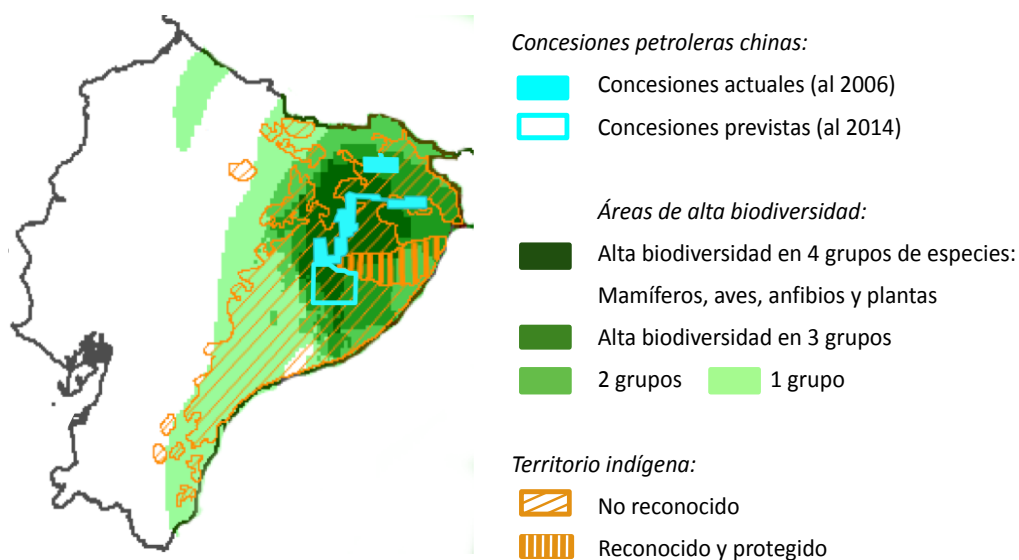 Concesiones petroleras chinas:
Concesiones actuales (al 2006)
Concesiones previstas (al 2014)
Áreas de alta biodiversidad:
Alta biodiversidad en 4 grupos de especies:
Mamíferos, aves, anfibios y plantas
Alta biodiversidad en 3 grupos
2 grupos 1 grupo
Territorio indígena:
No reconocido
Reconocido y protegido